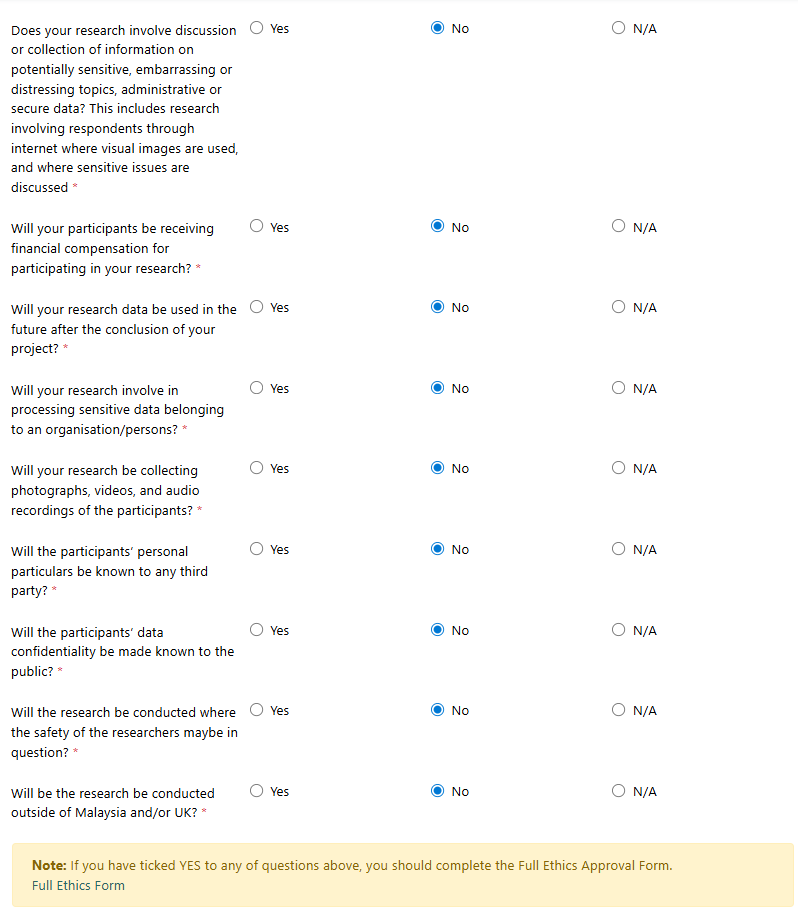 Does your research involve discussion Yes No N/A
or collection of information on
potentially sensitive, embarrassing or
distressing topics, administrative or
secure data? This includes research
involving respondents through
internet where visual images are used,
and where sensitive issues are
discussed *
Will your participants be receiving Yes No N/A
financial compensation for
participating in your research? *
Will your research data be used in the Yes No N/A
future after the conclusion of your
project? *
Will your research involve in Yes No N/A
processing sensitive data belonging
to an organisation/persons? *
Will your research be collecting Yes No N/A
photographs, videos, and audio
recordings of the participants? *
Will the participants’ personal Yes No N/A
particulars be known to any third
party? *
Will the participants’ data Yes No N/A
confidentiality be made known to the
public? *
Will the research be conducted where Yes No N/A
the safety of the researchers maybe in
question? *
Will be the research be conducted Yes No N/A
outside of Malaysia and/or UK? *
Note: If you have ticked YES to any of questions above, you should complete the Full Ethics Approval Form.
Full Ethics Form